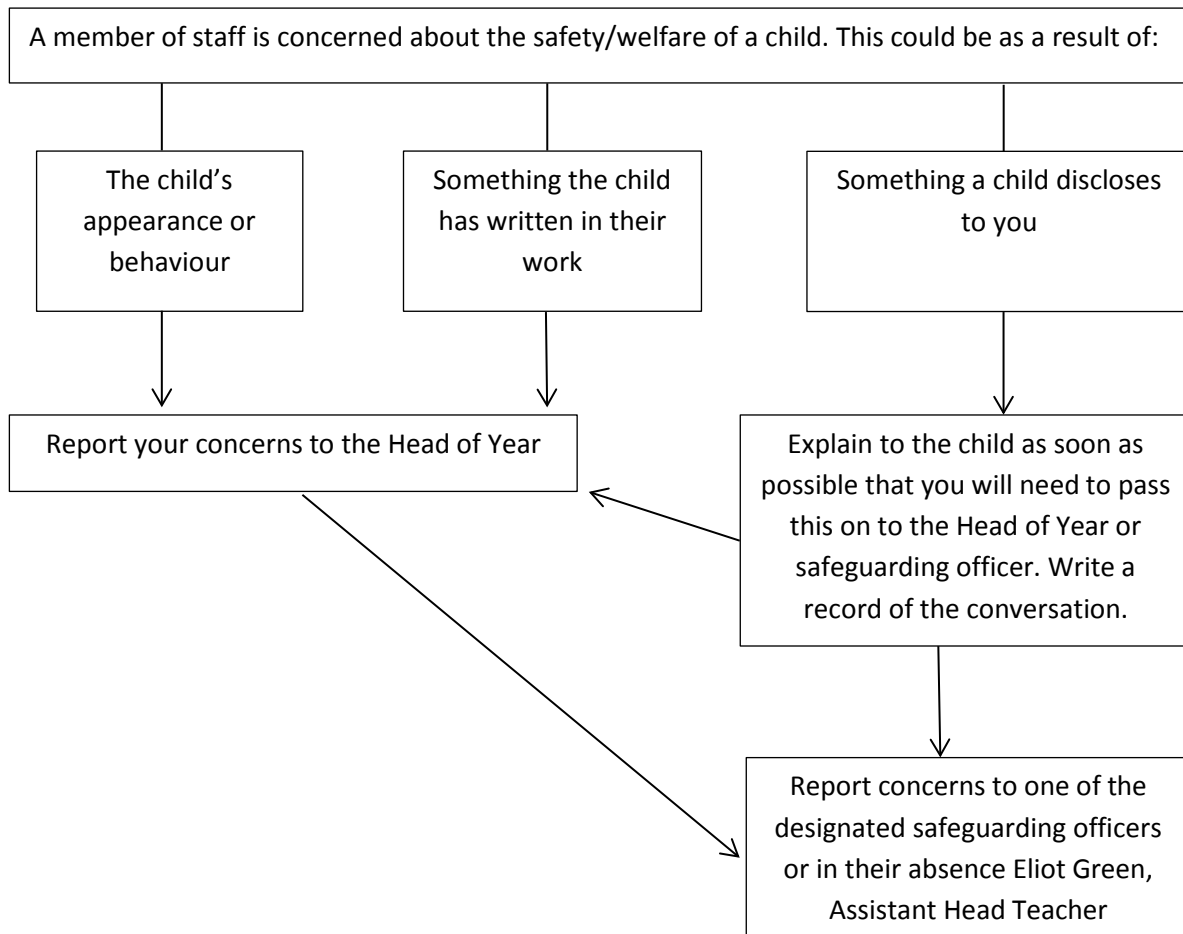 A member of staff is concerned about the safety/welfare of a child. This could be as a result of:
The child’s
appearance or
behaviour
Something the child
has written in their
work
Something a child discloses
to you
Report your concerns to the Head of Year
Explain to the child as soon as
possible that you will need to pass
this on to the Head of Year or
safeguarding officer. Write a
record of the conversation.
Report concerns to one of the
designated safeguarding officers
or in their absence Eliot Green,
Assistant Head Teacher